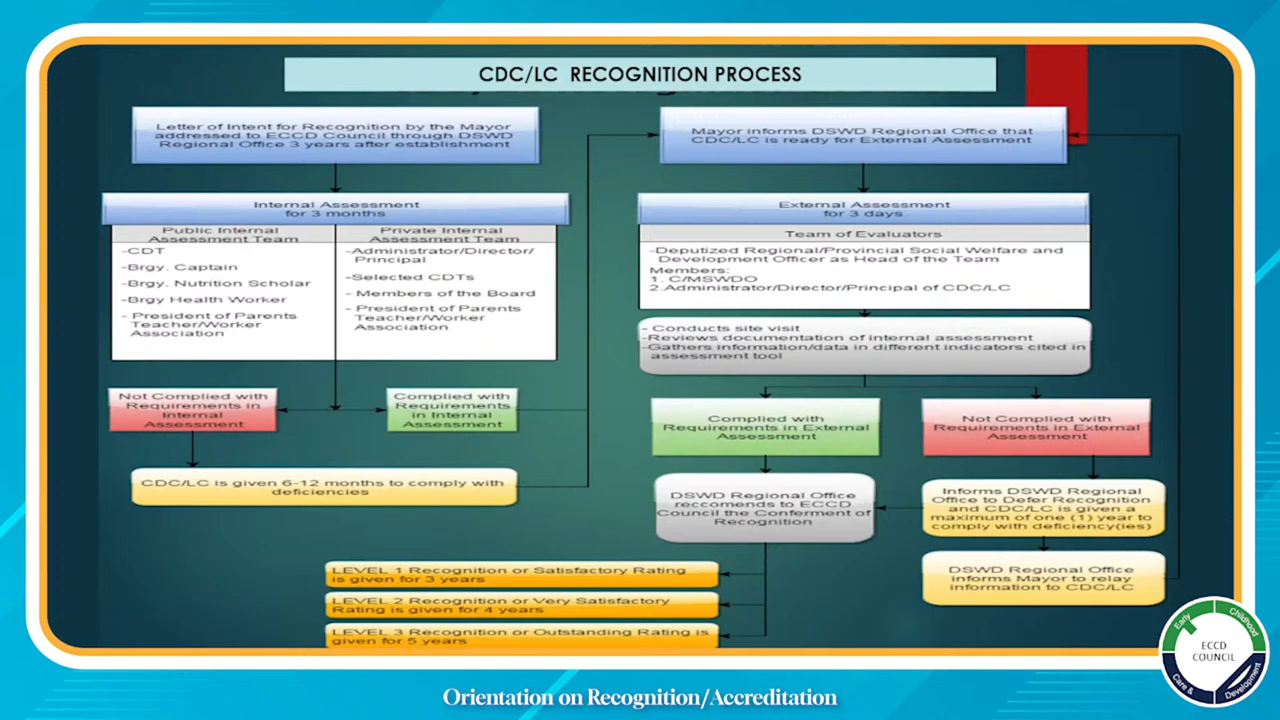 CDC/LC RECOGNITION PROCESS
Letter of Intent for Recognition by the Mayor
addressed to ECCD Council through DSWD
Regional Office 3 years after establishment
Internal Assessment
for 3 months
Public Internal
Assessment Team
-CDT
-Brgy. Captain
-Brgy. Nutrition Scholar
-Brgy Health Worker
- President of Parents
Teacher/Worker
Association
Private Internal
Assessment Team
-Administrator/Director/
Principal
-Selected CDTs
- Members of the Board
- President of Parents
Teacher/Worker
Association
Not Complied with
Requirements in
Internal
Assessment
Complied with
Requirements
in Internal
Assessment
CDC/LC is given 6-12 months to comply with
deficiencies
Mayor informs DSWD Regional Office that
CDC/LC is ready for External Assessment
External Assessment
for 3 days
Team of Evaluators
-Deputized Regional/Provincial Social Welfare and
Development Officer as Head of the Team
Members:
1. C/MSWDO
2.Administrator/Director/Principal of CDC/LC
- Conducts site visit
-Reviews documentation of internal assessment
-Gathers information/data in different indicators cited in
assessment tool
Complied with
Requirements in External
Assessment
Not Complied with
Requirements in External
Assessment
DSWD Regional Office
reccomends to ECCD
Council the Conferment of
Recognition
Informs DSWD Regional
Office to Defer Recognition
and CDC/LC is given a
maximum of one (1) year to
comply with deficiency(ies)
DSWD Regional Office
informs Mayor to relay
information to CDC/LC
LEVEL 1 Recognition or Satisfactory Rating
is given for 3 years
LEVEL 2 Recognition or Very Satisfactory
Rating is given for 4 years
LEVEL 3 Recognition or Outstanding Rating is
given for 5 years
Early Childhood
ECCD
COUNCIL
Care & Development
Orientation on Recognition/Accreditation